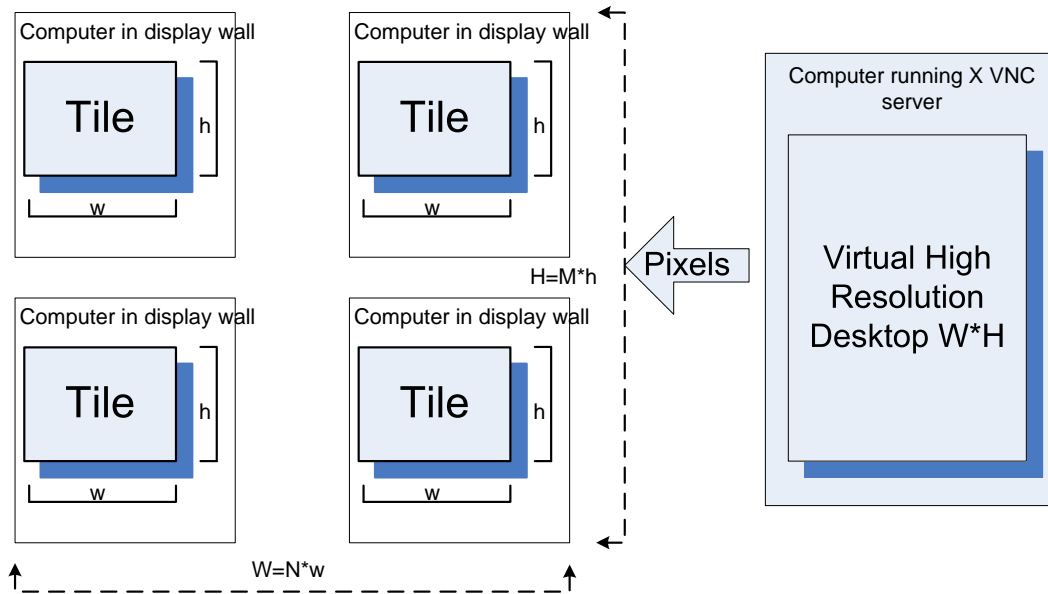 Computer in display wall
Tile
h
w
Computer in display wall
Tile
h
w
Computer in display wall
Tile
h
w
Computer in display wall
Tile
h
w
H=M*h
W=N*w
Pixels
Computer running X VNC
server
Virtual High
Resolution
Desktop W*H